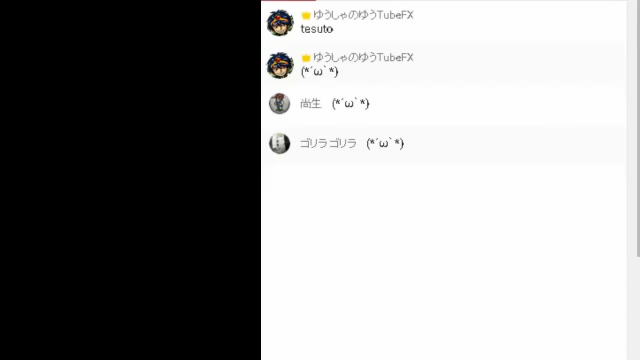 ゆうしゃのゆうTubeFX
tesuto
ゆうしゃのゆうTubeFX
(*´ω｀*)
尚生 (*´ω｀*)
ゴリラゴリラ (*´ω｀*)